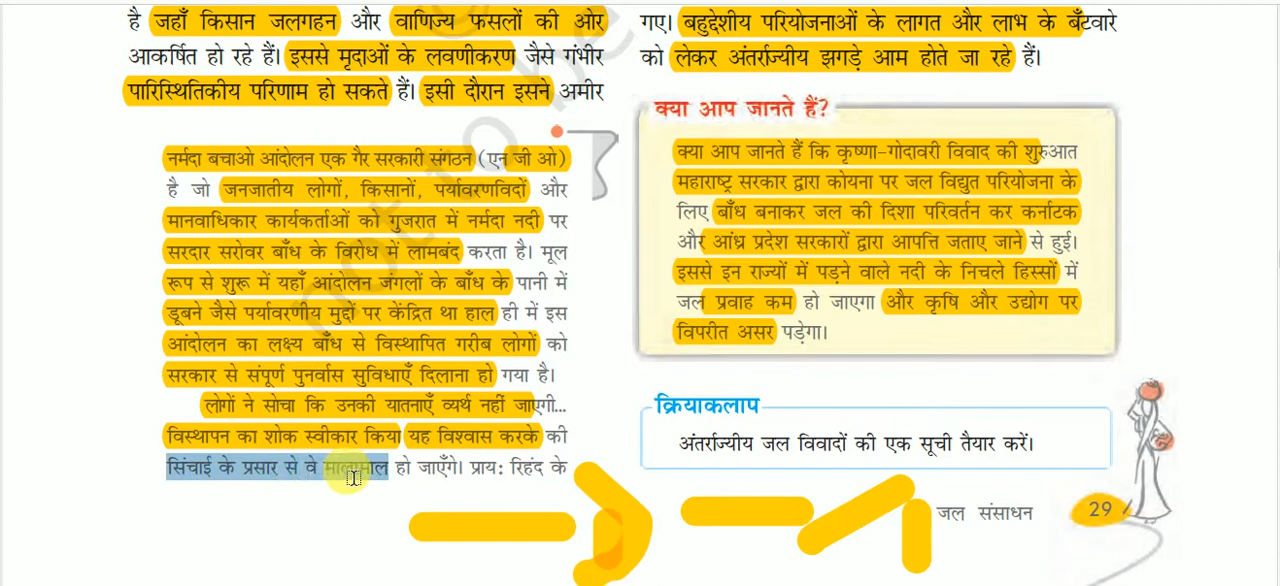 है जहाँ किसान जलगहन और वाणिज्य फसलों की ओर
आकर्षित हो रहे हैं। इससे मृदाओं के लवणीकरण जैसे गंभीर
पारिस्थितिकीय परिणाम हो सकते हैं। इसी दौरान इसने अमीर
नर्मदा बचाओ आंदोलन एक गैर सरकारी संगठन (एन जी ओ)
है जो जनजातीय लोगों, किसानों, पर्यावरणविदों और
मानवाधिकार कार्यकर्ताओं को गुजरात में नर्मदा नदी पर
सरदार सरोवर बाँध के विरोध में लामबंद करता है। मूल
रूप से शुरू में यहाँ आंदोलन जंगलों के बाँध के पानी में
डूबने जैसे पर्यावरणीय मुद्दों पर केंद्रित था हाल ही में इस
आंदोलन का लक्ष्य बाँध से विस्थापित गरीब लोगों को
सरकार से संपूर्ण पुनर्वास सुविधाएँ दिलाना हो गया है।
लोगों ने सोचा कि उनकी यातनाएँ व्यर्थ नहीं जाएगी...
विस्थापन का शोक स्वीकार किया यह विश्वास करके की
सिंचाई के प्रसार से वे मालामाल हो जाएँगे। प्राय: रिहंद के
गए। बहुद्देशीय परियोजनाओं के लागत और लाभ के बँटवारे
को लेकर अंतर्राज्यीय झगड़े आम होते जा रहे हैं।
क्या आप जानते हैं?
क्या आप जानते हैं कि कृष्णा-गोदावरी विवाद की शुरुआत
महाराष्ट्र सरकार द्वारा कोयना पर जल विद्युत परियोजना के
लिए बाँध बनाकर जल की दिशा परिवर्तन कर कर्नाटक
और आंध्र प्रदेश सरकारों द्वारा आपत्ति जताए जाने से हुई।
इससे इन राज्यों में पड़ने वाले नदी के निचले हिस्सों में
जल प्रवाह कम हो जाएगा और कृषि और उद्योग पर
विपरीत असर पड़ेगा।
क्रियाकलाप
अंतर्राज्यीय जल विवादों की एक सूची तैयार करें।
जल संसाधन 29
not to be